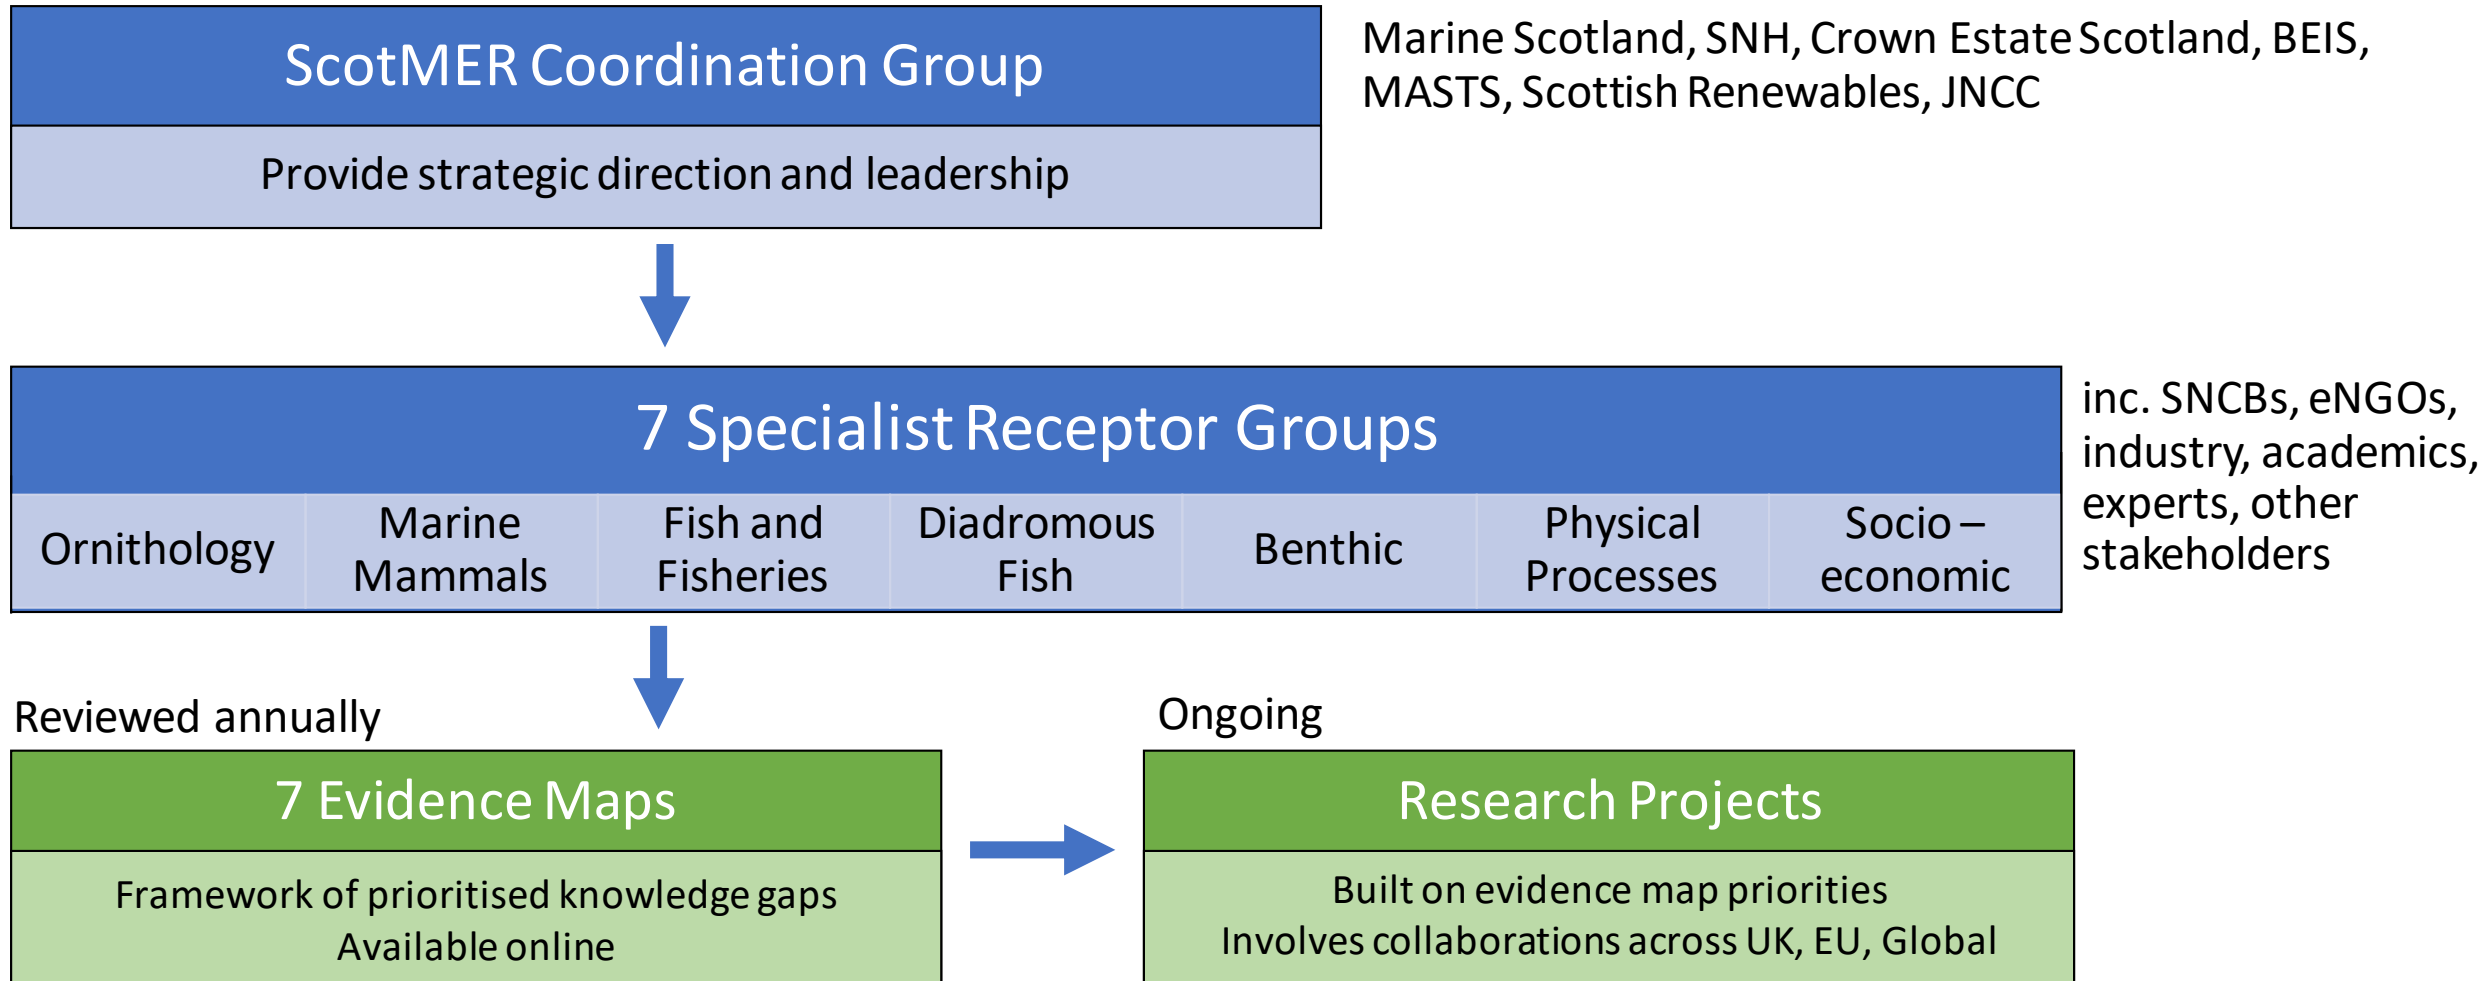 ScotMER Coordination Group
Provide strategic direction and leadership
Marine Scotland, SNH, Crown Estate Scotland, BEIS,
MASTS, Scottish Renewables, JNCC
7 Specialist Receptor Groups
Ornithology
Marine
Mammals
Fish and
Fisheries
Diadromous
Fish
Benthic
Physical
Processes
Socio –
economic
inc. SNCBs, eNGOs,
industry, academics,
experts, other
stakeholders
Reviewed annually
7 Evidence Maps
Framework of prioritised knowledge gaps
Available online
Ongoing
Research Projects
Built on evidence map priorities
Involves collaborations across UK, EU, Global